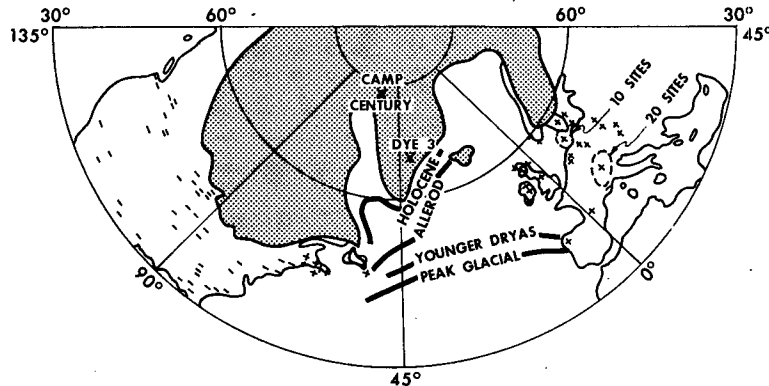 30° 60° 60° 30°
135° 45°
CAMP
CENTURY
10 SITES
20 SITES
DYE 3
HOLOCENE =
ALLEROD
YOUNGER DRYAS
PEAK GLACIAL
90° 0°
45°